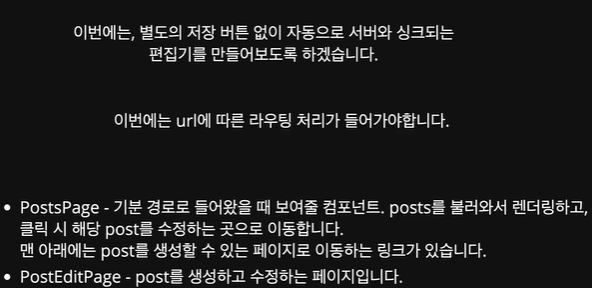 이번에는, 별도의 저장 버튼 없이 자동으로 서버와 싱크되는
편집기를 만들어보도록 하겠습니다.
이번에는 url에 따른 라우팅 처리가 들어가야합니다.
• PostsPage - 기분 경로로 들어왔을 때 보여줄 컴포넌트. posts를 불러와서 렌더링하고,
클릭 시 해당 post를 수정하는 곳으로 이동합니다.
맨 아래에는 post를 생성할 수 있는 페이지로 이동하는 링크가 있습니다.
• PostEditPage - post를 생성하고 수정하는 페이지입니다.